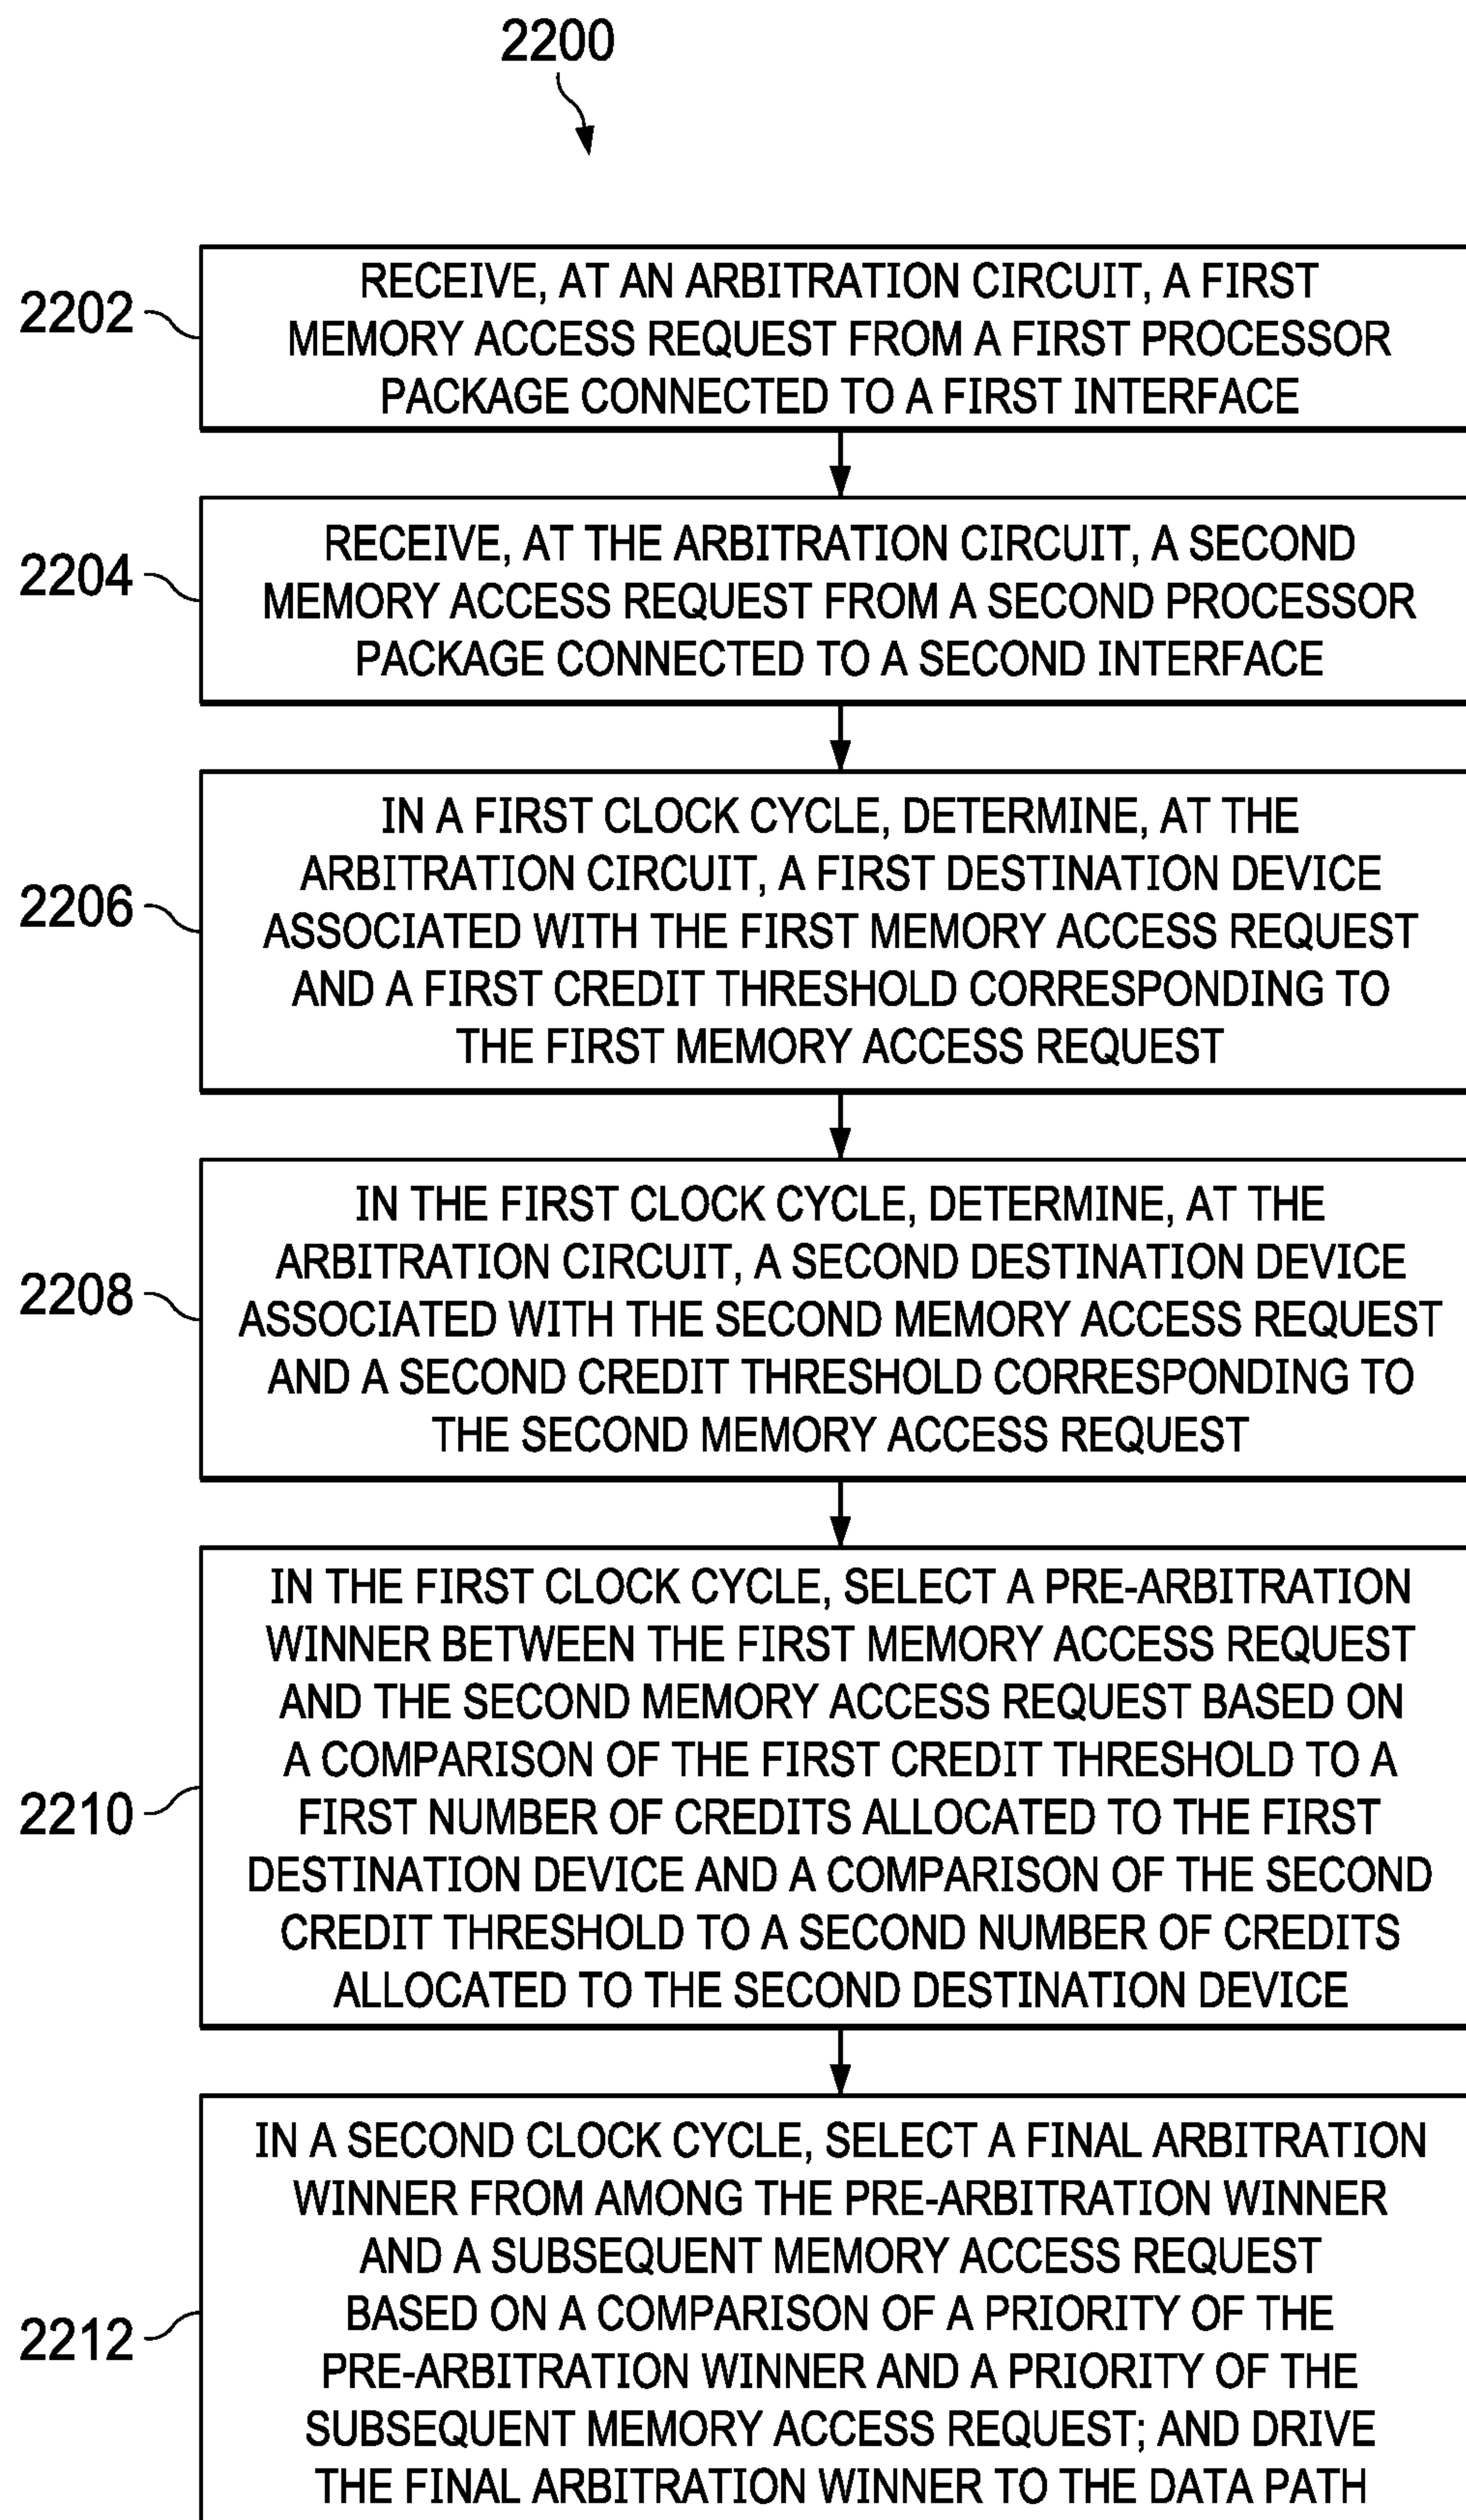 2200
2202
RECEIVE, AT AN ARBITRATION CIRCUIT, A FIRST
MEMORY ACCESS REQUEST FROM A FIRST PROCESSOR
PACKAGE CONNECTED TO A FIRST INTERFACE
2204
RECEIVE, AT THE ARBITRATION CIRCUIT, A SECOND
MEMORY ACCESS REQUEST FROM A SECOND PROCESSOR
PACKAGE CONNECTED TO A SECOND INTERFACE
2206
IN A FIRST CLOCK CYCLE, DETERMINE, AT THE
ARBITRATION CIRCUIT, A FIRST DESTINATION DEVICE
ASSOCIATED WITH THE FIRST MEMORY ACCESS REQUEST
AND A FIRST CREDIT THRESHOLD CORRESPONDING TO
THE FIRST MEMORY ACCESS REQUEST
2208
IN THE FIRST CLOCK CYCLE, DETERMINE, AT THE
ARBITRATION CIRCUIT, A SECOND DESTINATION DEVICE
ASSOCIATED WITH THE SECOND MEMORY ACCESS REQUEST
AND A SECOND CREDIT THRESHOLD CORRESPONDING TO
THE SECOND MEMORY ACCESS REQUEST
2210
IN THE FIRST CLOCK CYCLE, SELECT A PRE-ARBITRATION
WINNER BETWEEN THE FIRST MEMORY ACCESS REQUEST
AND THE SECOND MEMORY ACCESS REQUEST BASED ON
A COMPARISON OF THE FIRST CREDIT THRESHOLD TO A
FIRST NUMBER OF CREDITS ALLOCATED TO THE FIRST
DESTINATION DEVICE AND A COMPARISON OF THE SECOND
CREDIT THRESHOLD TO A SECOND NUMBER OF CREDITS
ALLOCATED TO THE SECOND DESTINATION DEVICE
2212
IN A SECOND CLOCK CYCLE, SELECT A FINAL ARBITRATION
WINNER FROM AMONG THE PRE-ARBITRATION WINNER
AND A SUBSEQUENT MEMORY ACCESS REQUEST
BASED ON A COMPARISON OF A PRIORITY OF THE
PRE-ARBITRATION WINNER AND A PRIORITY OF THE
SUBSEQUENT MEMORY ACCESS REQUEST; AND DRIVE
THE FINAL ARBITRATION WINNER TO THE DATA PATH